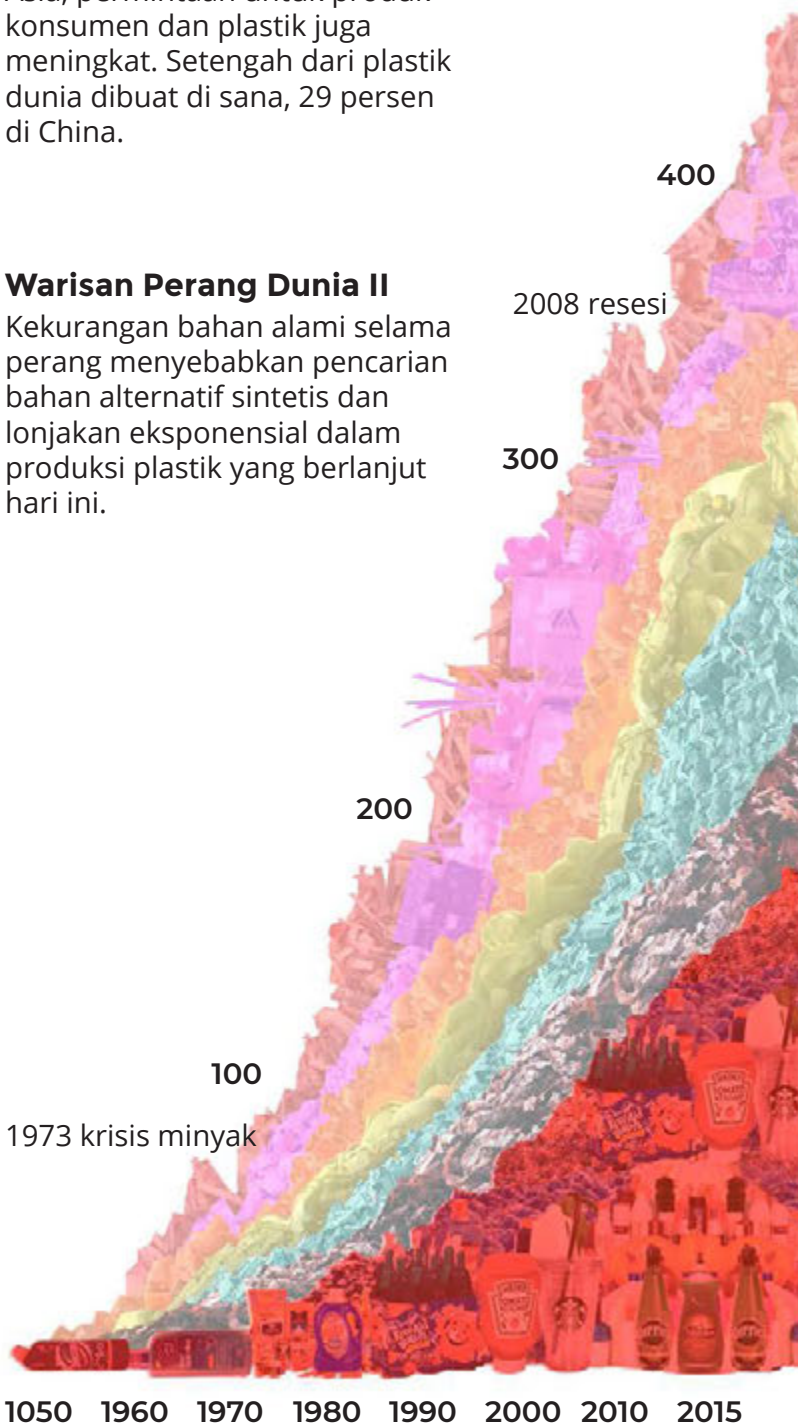 konsumen dan plastik juga
meningkat. Setengah dari plastik
dunia dibuat di sana, 29 persen
di China.
400
Warisan Perang Dunia II
Kekurangan bahan alami selama
perang menyebabkan pencarian
bahan alternatif sintetis dan
lonjakan eksponensial dalam
produksi plastik yang berlanjut
hari ini.
2008 resesi
300
200
100
1973 krisis minyak
1050 1960 1970 1980 1990 2000 2010 2015